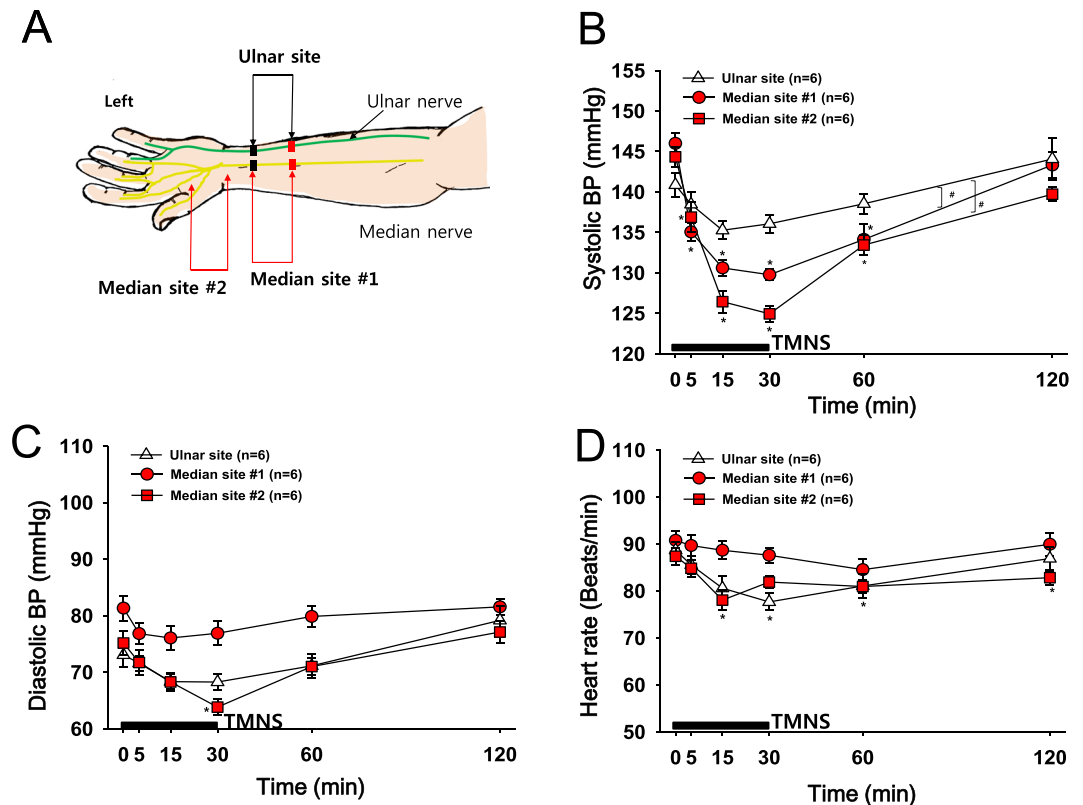 A
Ulnar site
Left
Ulnar nerve
Median nerve
Median site #1
Median site #2
B
Systolic BP (mmHg)
155
150
145
140
135
130
125
120
Ulnar site (n=6)
Median site #1 (n=6)
Median site #2 (n=6)
*
*
*
*
*
*
*
*
#
#
TMNS
0 5 15 30 60 120
Time (min)
C
Diastolic BP (mmHg)
110
100
90
80
70
60
Ulnar site (n=6)
Median site #1 (n=6)
Median site #2 (n=6)
*
TMNS
0 5 15 30 60 120
Time (min)
D
Heart rate (Beats/min)
110
100
90
80
70
60
50
Ulnar site (n=6)
Median site #1 (n=6)
Median site #2 (n=6)
*
*
*
*
TMNS
0 5 15 30 60 120
Time (min)